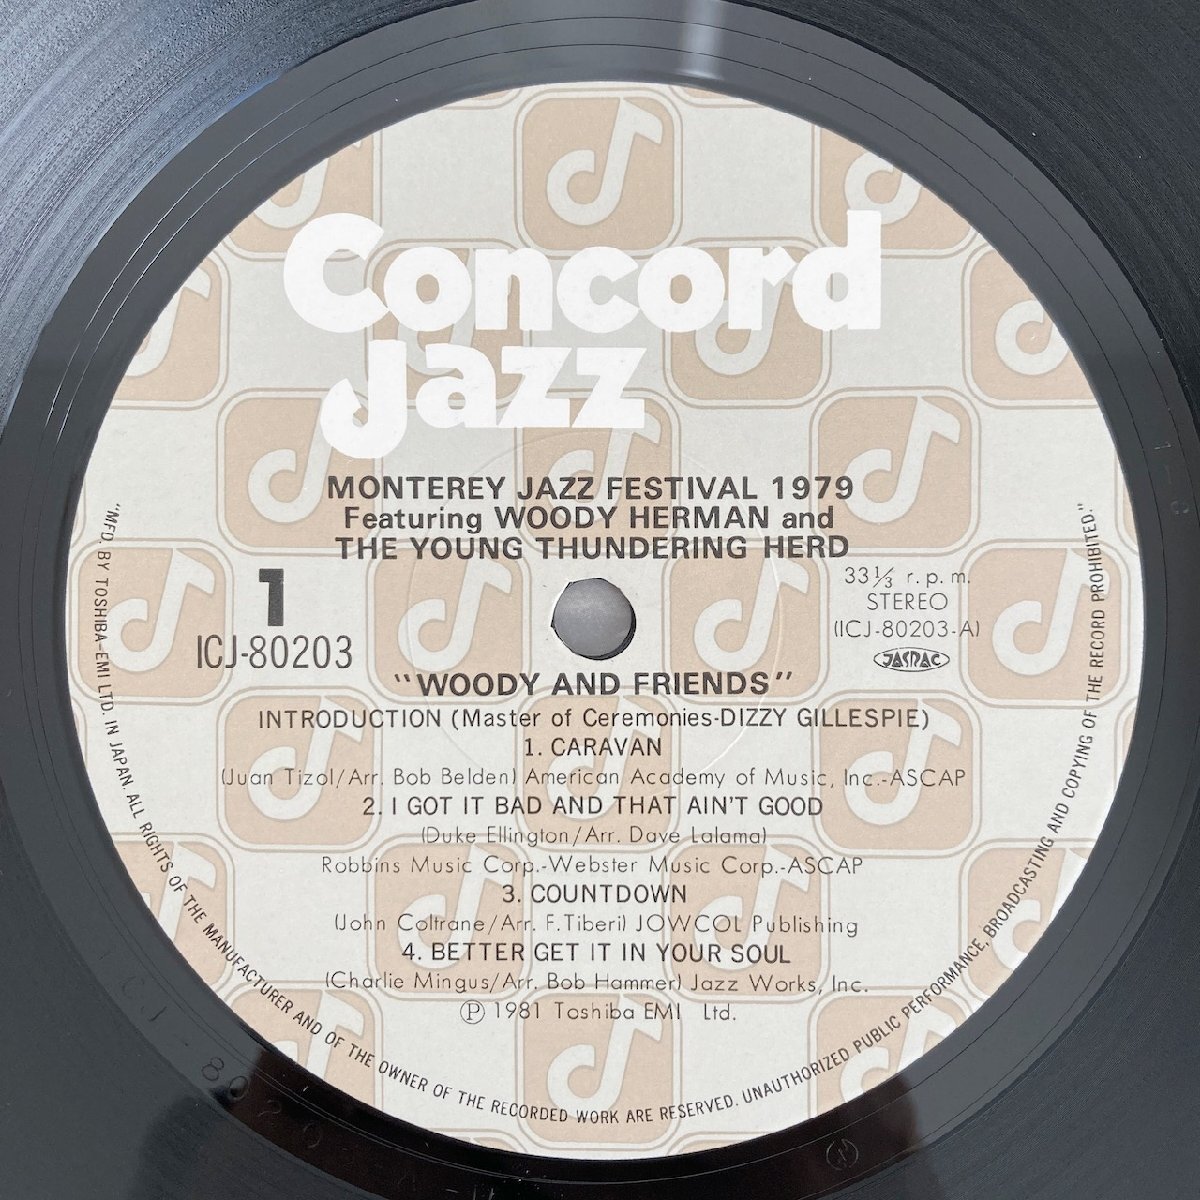 Concord
Jazz
MONTEREY JAZZ FESTIVAL 1979
Featuring WOODY HERMAN and
THE YOUNG THUNDERING HERD
1
ICJ-80203
33⅓ r.p.m.
STEREO
(ICJ-80203-A)
JASRAC
"WOODY AND FRIENDS"
INTRODUCTION (Master of Ceremonies-DIZZY GILLESPIE)
1. CARAVAN
(Juan Tizol/Arr. Bob Belden) American Academy of Music, Inc.-ASCAP
2. I GOT IT BAD AND THAT AIN'T GOOD
(Duke Ellington/Arr. Dave Lalama)
Robbins Music Corp.-Webster Music Corp.-ASCAP
3. COUNTDOWN
(John Coltrane/Arr. F.Tiberi) JOWCOL Publishing
4. BETTER GET IT IN YOUR SOUL
(Charlie Mingus/Arr. Bob Hammer) Jazz Works, Inc.
Ⓟ 1981 Toshiba EMI Ltd.
"MFD. BY TOSHIBA-EMI LTD. IN JAPAN. ALL RIGHTS OF THE MANUFACTURER AND OF THE OWNER OF THE RECORDED WORK ARE RESERVED. UNAUTHORIZED PUBLIC PERFORMANCE, BROADCASTING AND COPYING OF THE RECORD PROHIBITED."